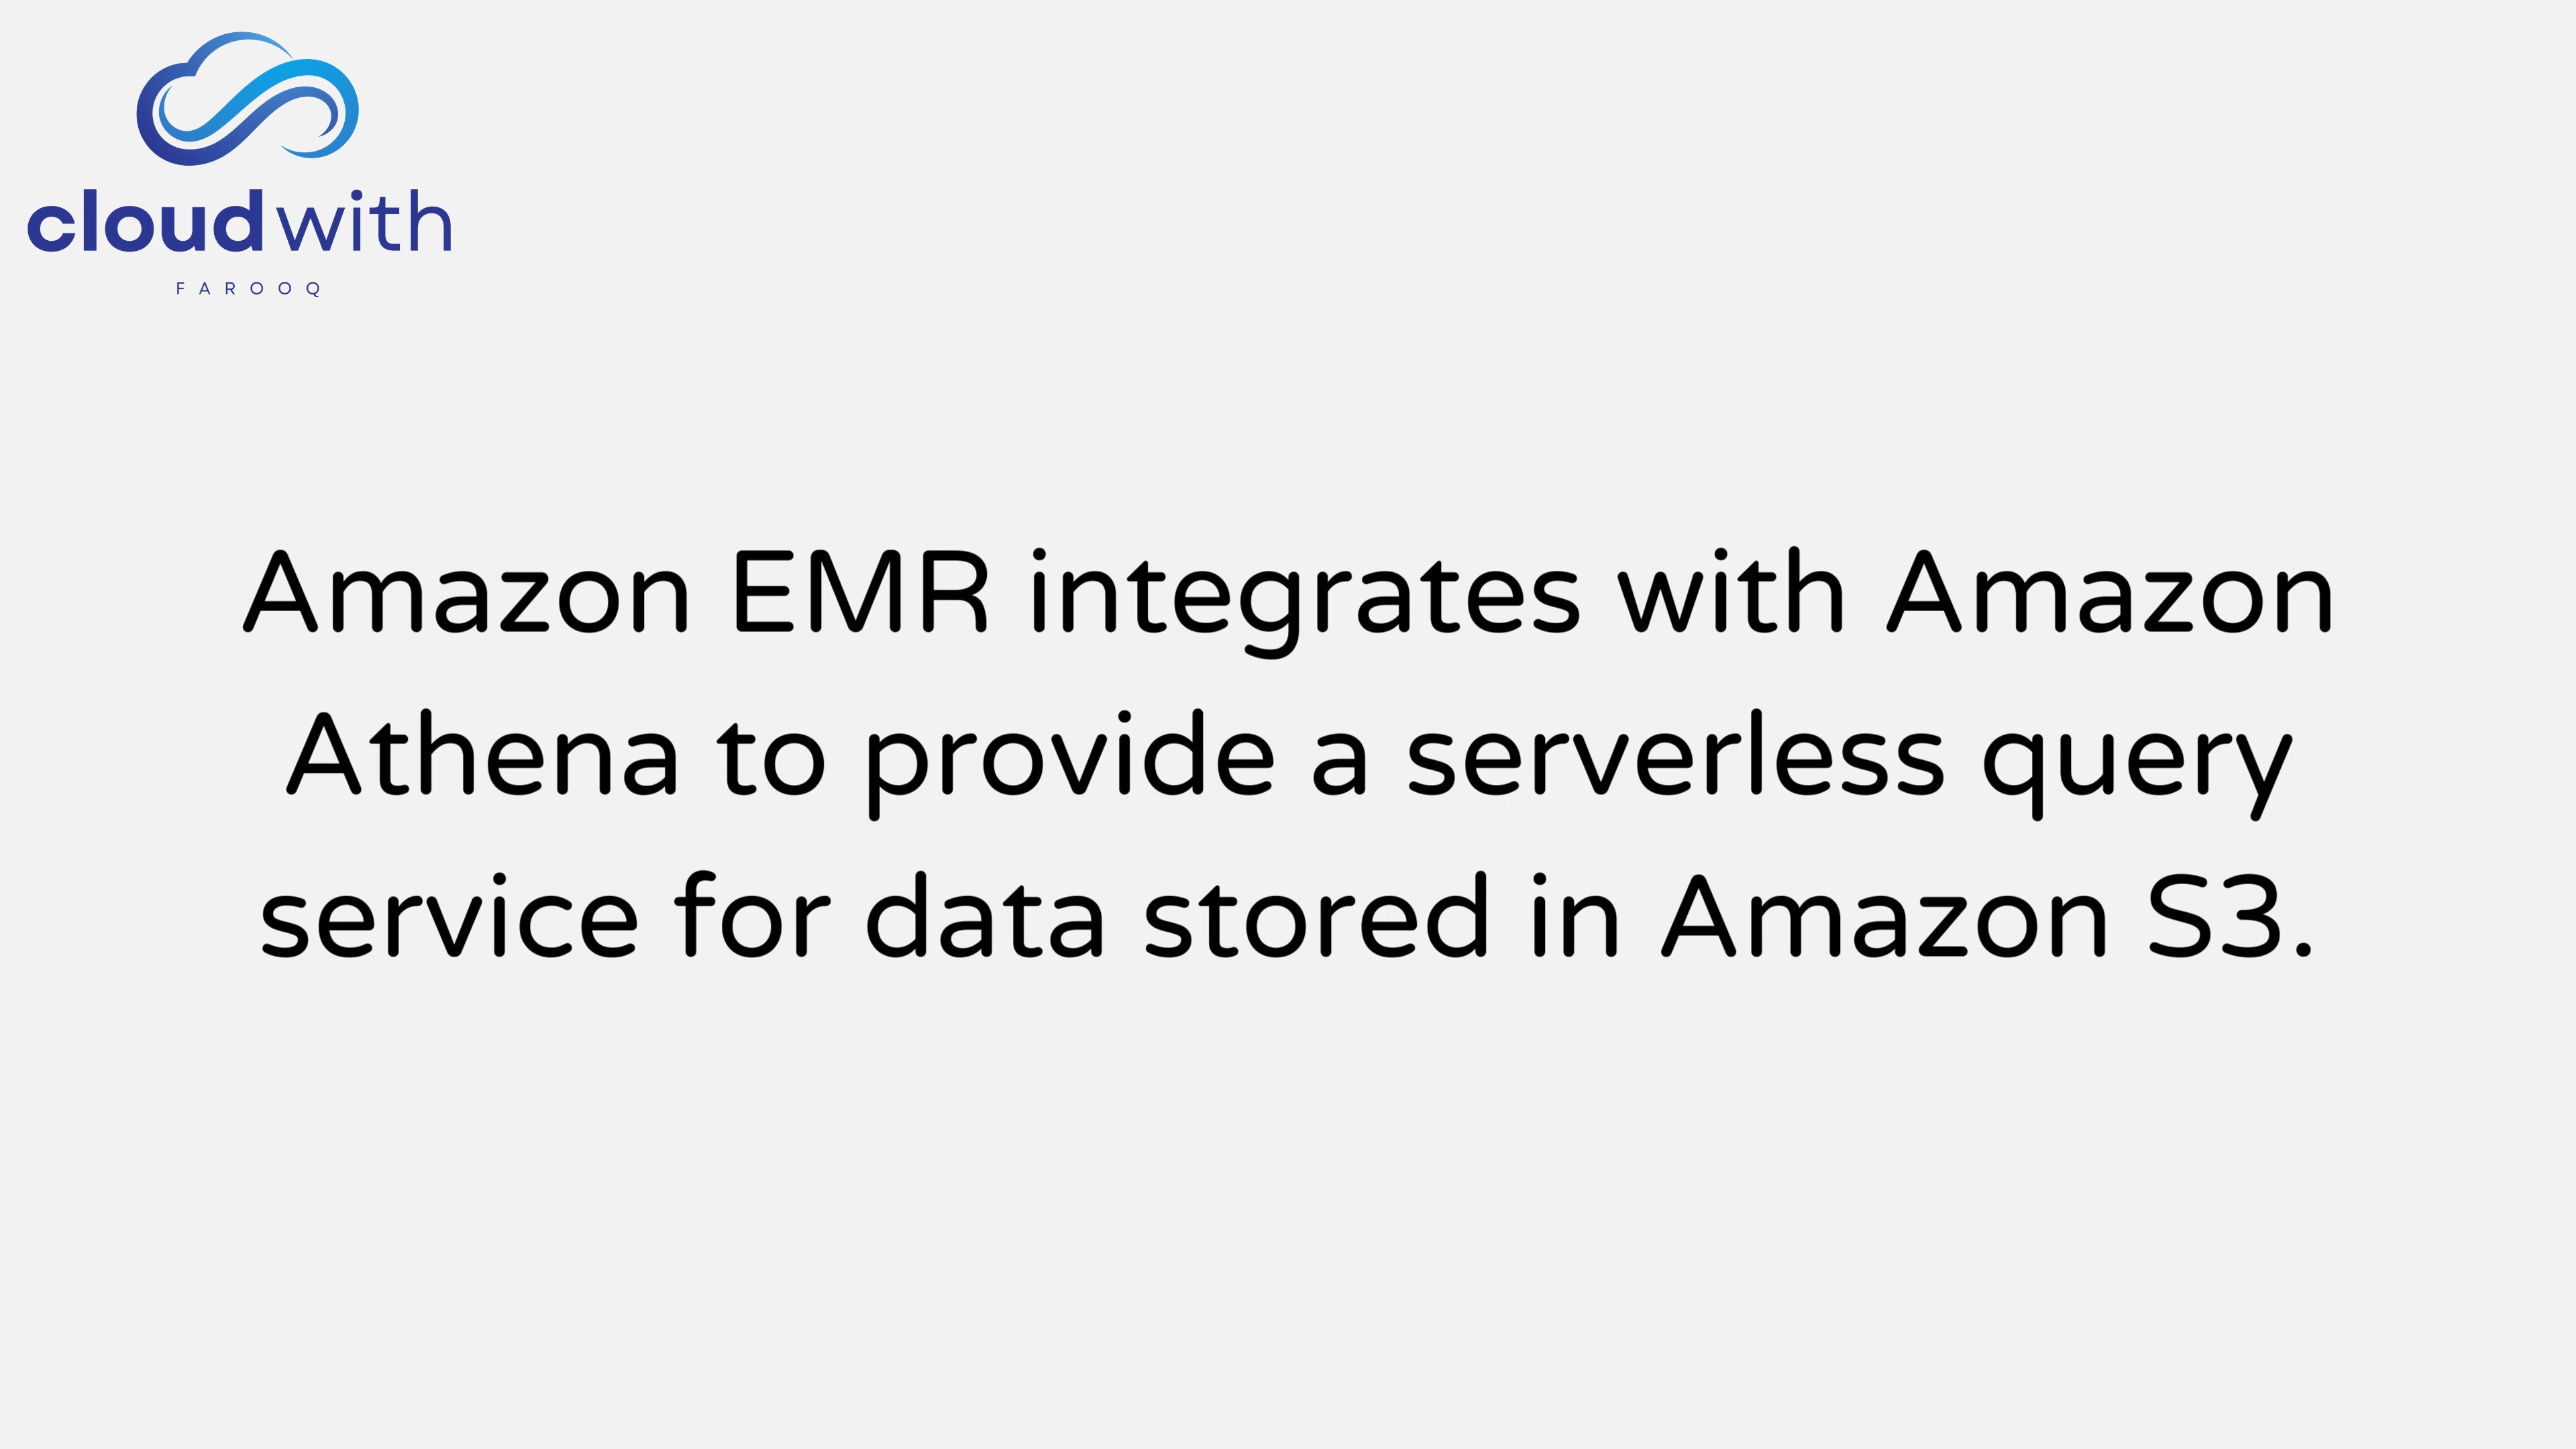 cloudwith
FAROOQ
Amazon EMR integrates with Amazon
Athena to provide a serverless query
service for data stored in Amazon S3.